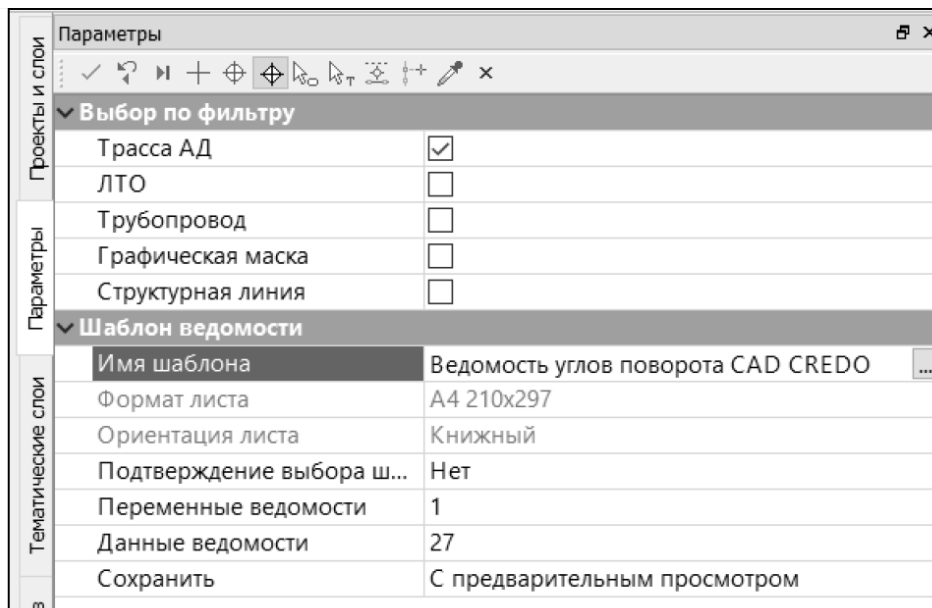 Параметры
Выбор по фильтру
Трасса АД
ЛТО
Трубопровод
Графическая маска
Структурная линия
Шаблон ведомости
Имя шаблона Ведомость углов поворота CAD CREDO ...
Формат листа А4 210x297
Ориентация листа Книжный
Подтверждение выбора ш... Нет
Переменные ведомости 1
Данные ведомости 27
Сохранить С предварительным просмотром
Проекты и слои
Параметры
Тематические слои